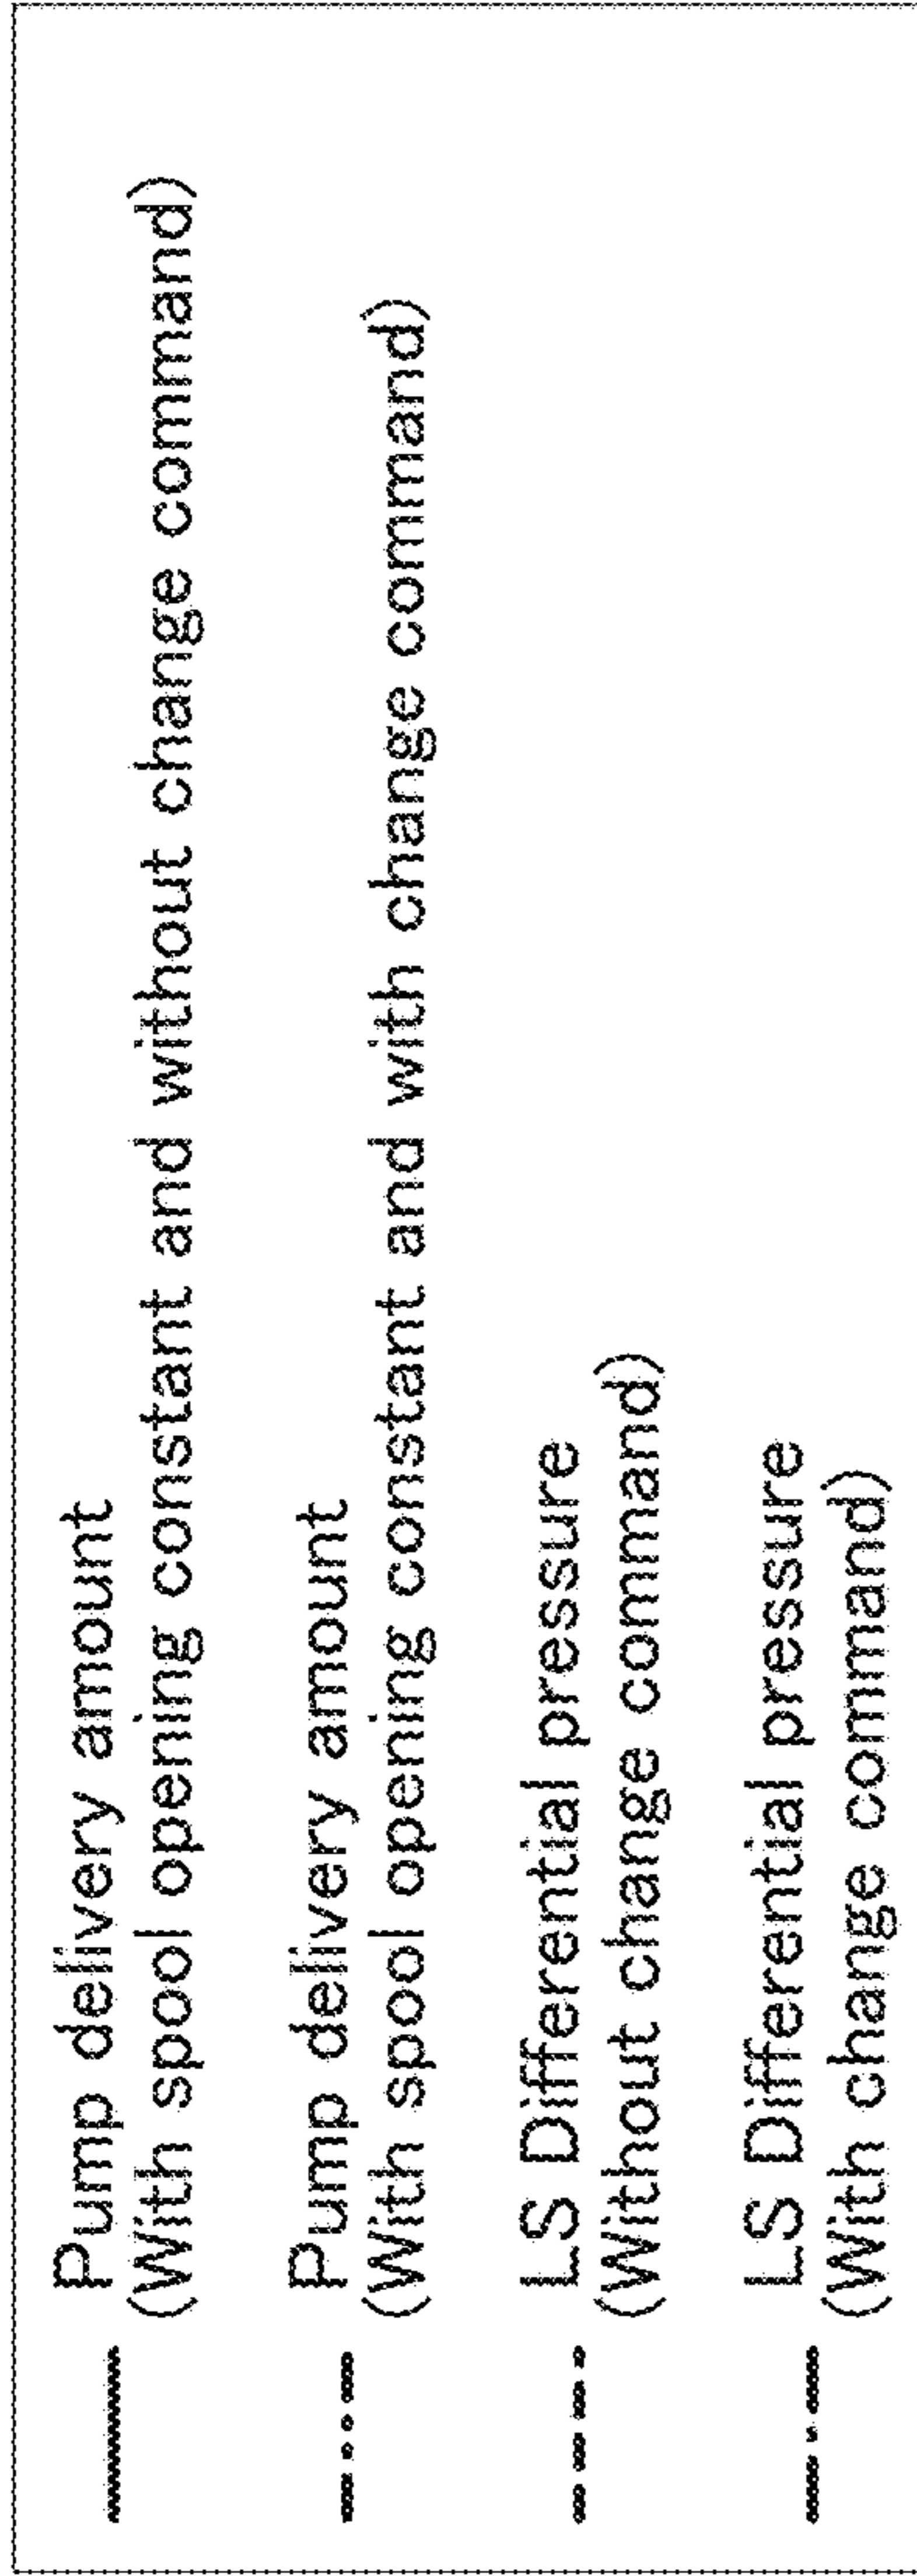 Pump delivery amount
(With spool opening constant and without change command)
Pump delivery amount
(With spool opening constant and with change command)
LS Differential pressure
(Without change command)
LS Differential pressure
(With change command)